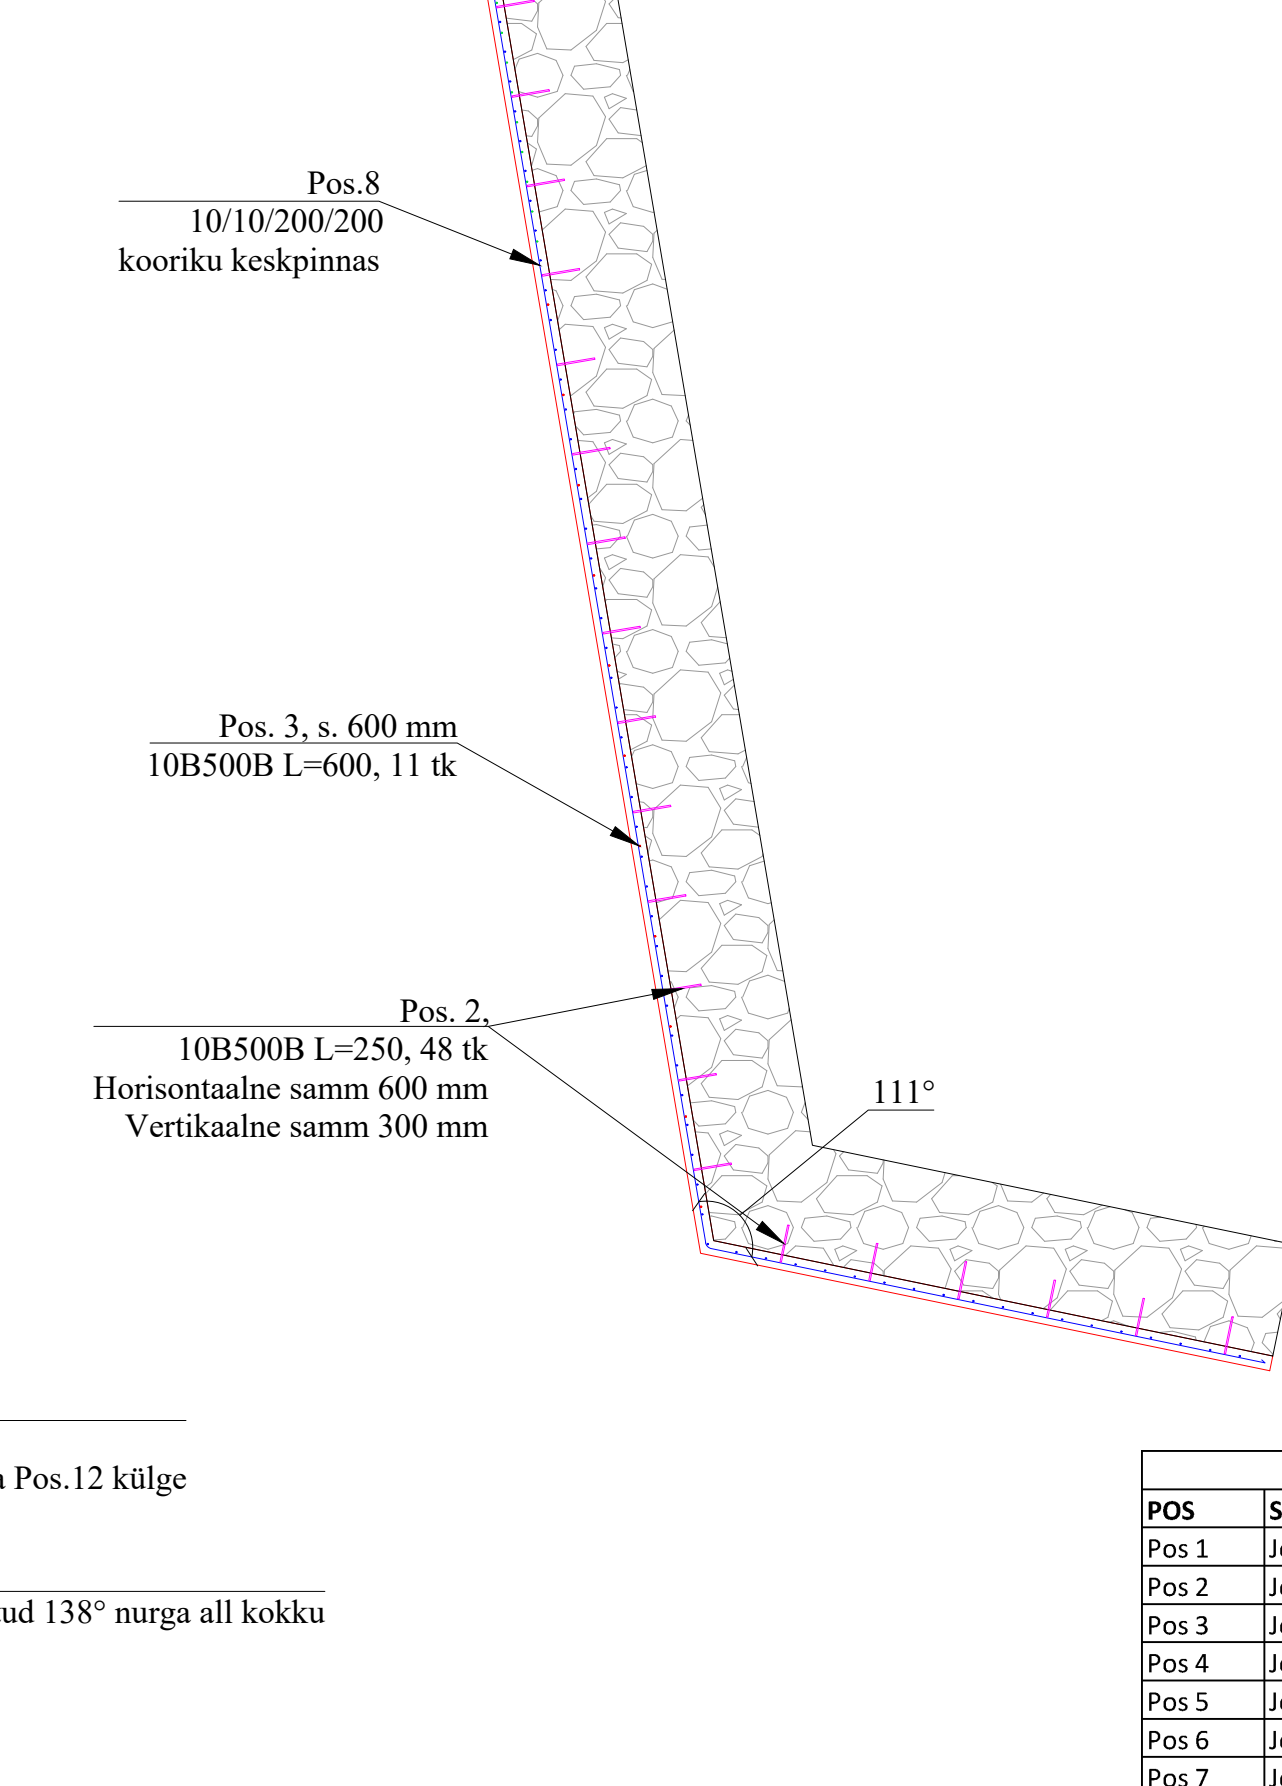 Pos.8
10/10/200/200
kooriku keskpinnas
Pos. 3, s. 600 mm
10B500B L=600, 11 tk
Pos. 2,
10B500B L=250, 48 tk
Horisontaalne samm 600 mm
Vertikaalne samm 300 mm
111°
Pos.12 külge
138° nurga all kokku
POS
Pos 1
Pos 2
Pos 3
Pos 4
Pos 5
Pos 6
Pos 7